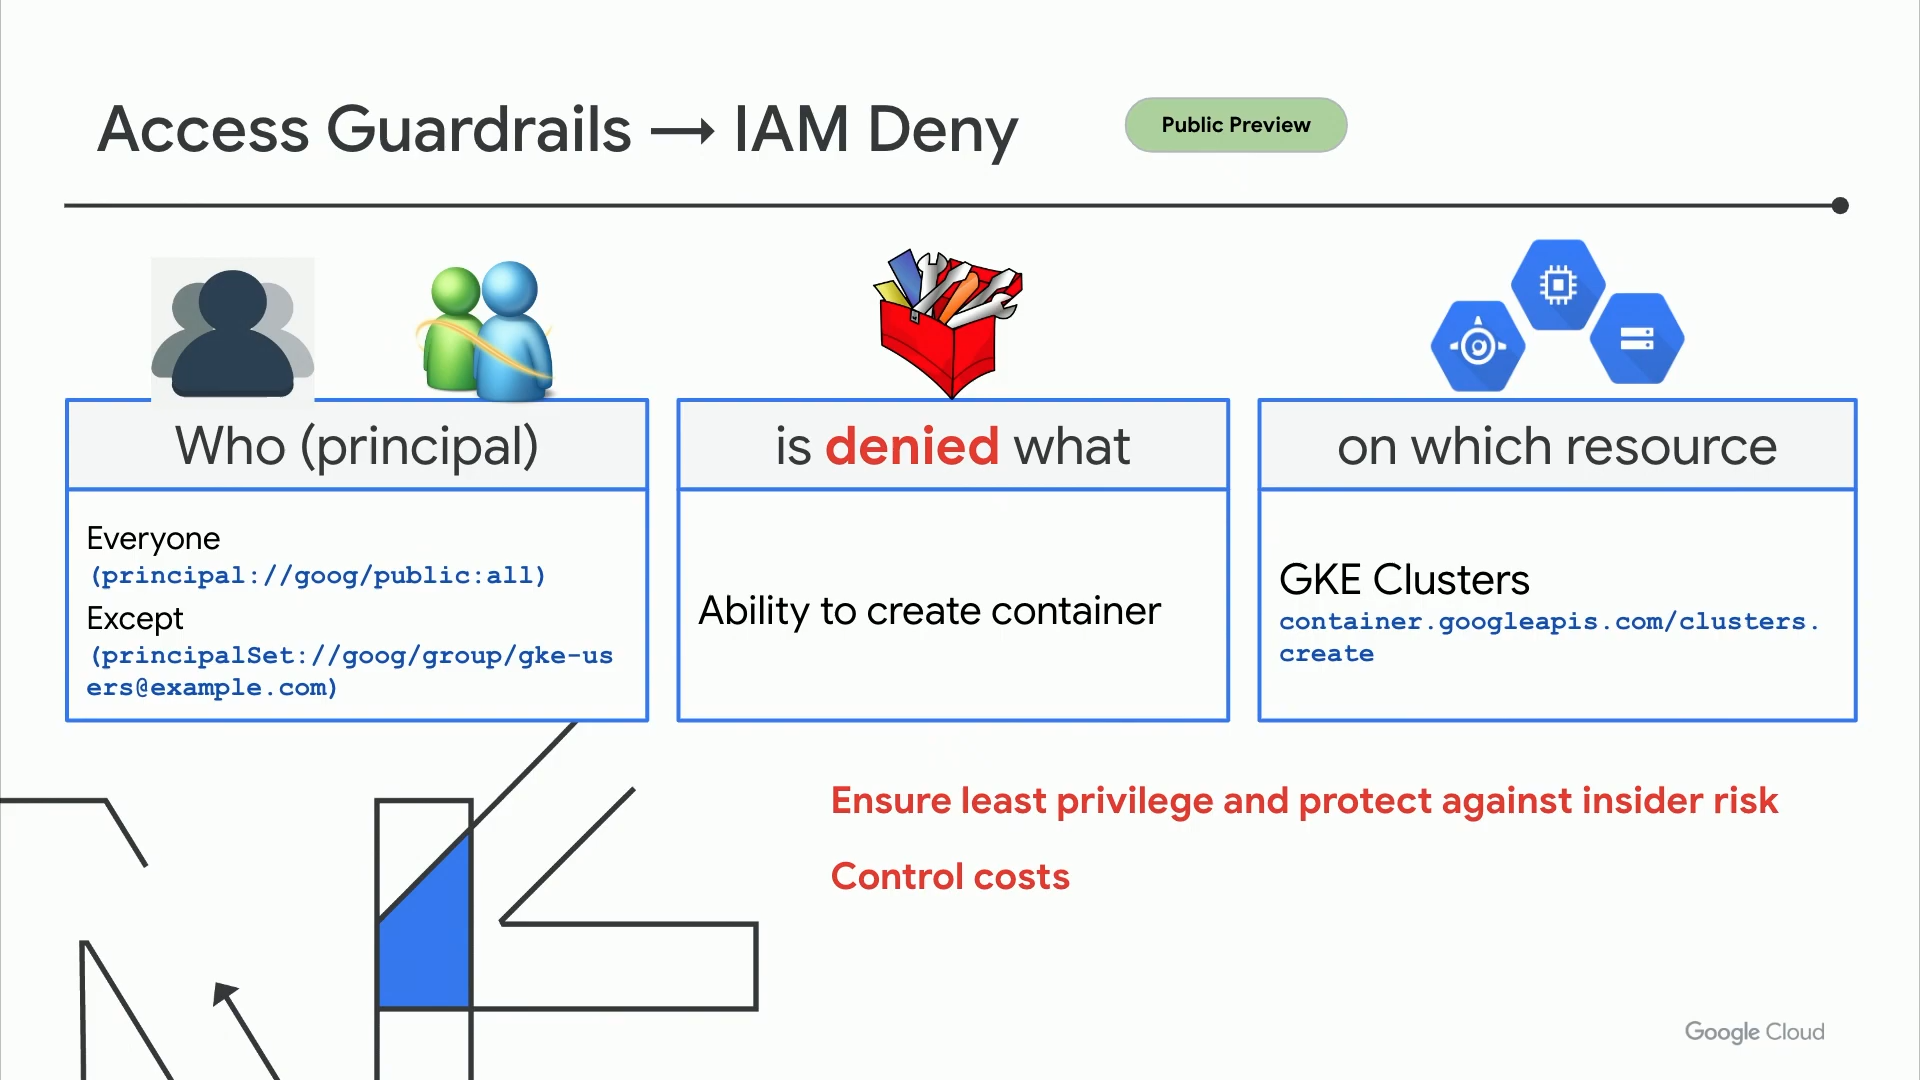 Access Guardrails → IAM Deny
Public Preview
Who (principal)
Everyone
(principal://goog/public:all)
Except
(principalSet://goog/group/gke-us
ers@example.com)
is denied what
Ability to create container
on which resource
GKE Clusters
container.googleapis.com/clusters.
create
Ensure least privilege and protect against insider risk
Control costs
Google Cloud